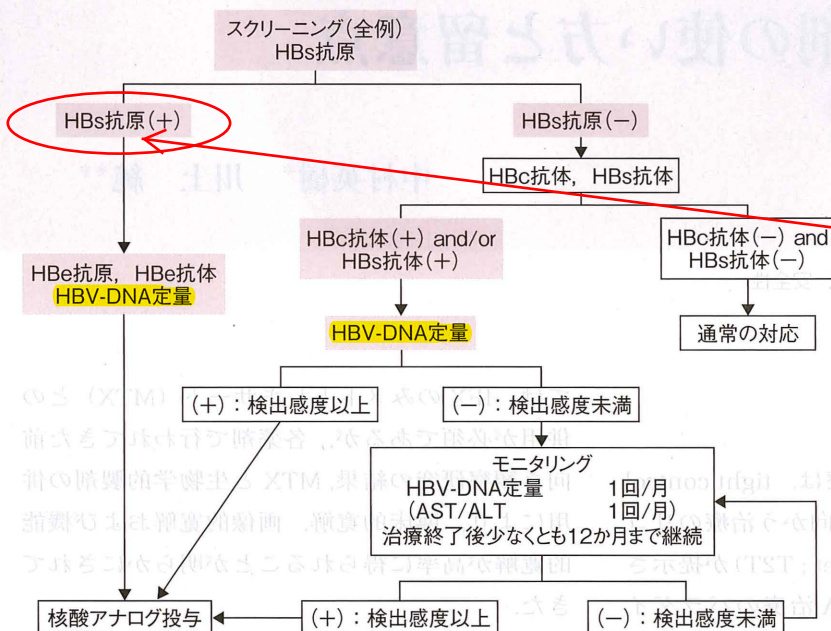 スクリーニング(全例)
HBs抗原
HBs抗原(+)
HBs抗原(−)
HBc抗体,HBs抗体
HBc抗体(+) and/or
HBs抗体(+)
HBc抗体(−) and
HBs抗体(−)
HBe抗原,HBe抗体
HBV-DNA定量
HBV-DNA定量
通常の対応
(+):検出感度以上
(−):検出感度未満
モニタリング
HBV-DNA定量 1回/月
(AST/ALT 1回/月)
治療終了後少なくとも12か月まで継続
核酸アナログ投与
(+):検出感度以上
(−):検出感度未満